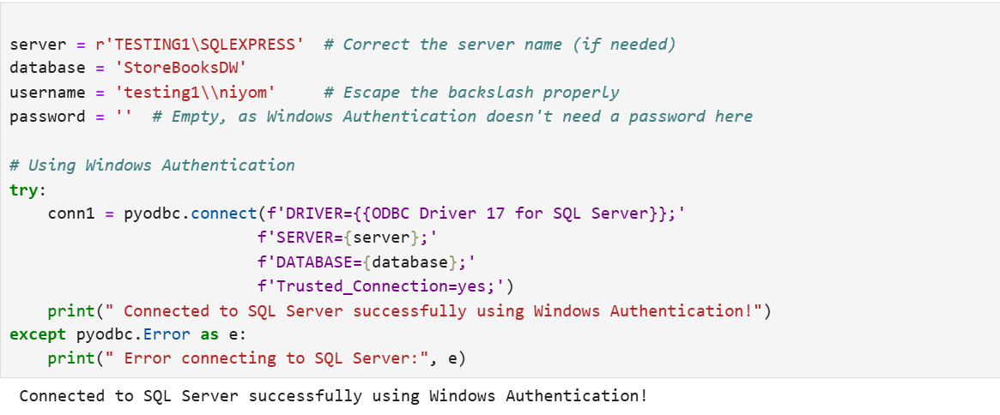 server = r'TESTING1\SQLEXPRESS'  # Correct the server name (if needed)
database = 'StoreBooksDW'
username = 'testing1\\niyom'     # Escape the backslash properly
password = ''  # Empty, as Windows Authentication doesn't need a password here

# Using Windows Authentication
try:
    conn1 = pyodbc.connect(f'DRIVER={{ODBC Driver 17 for SQL Server}};'
                          f'SERVER={server};'
                          f'DATABASE={database};'
                          f'Trusted_Connection=yes;')
    print(" Connected to SQL Server successfully using Windows Authentication!")
except pyodbc.Error as e:
    print(" Error connecting to SQL Server:", e)
 Connected to SQL Server successfully using Windows Authentication!